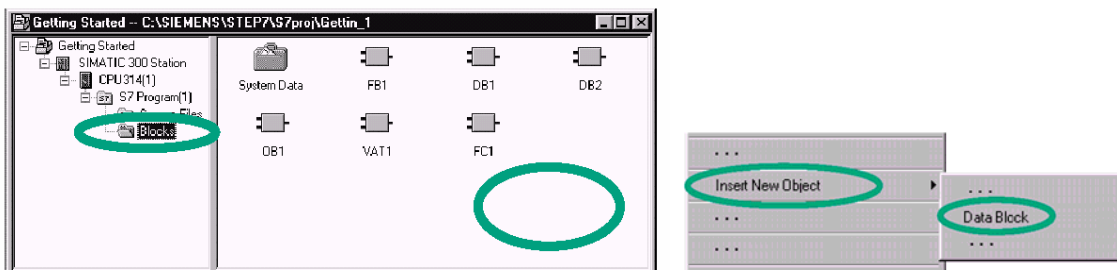 Getting Started -- C:\SIEMENS\STEP7\S7proj\Gettin_1
Getting Started
SIMATIC 300 Station
CPU314(1)
S7 Program(1)
Blocks
System Data
FB1
DB1
DB2
OB1
VAT1
FC1
. . .
Insert New Object
. . .
. . .
. . .
Data Block
. . .